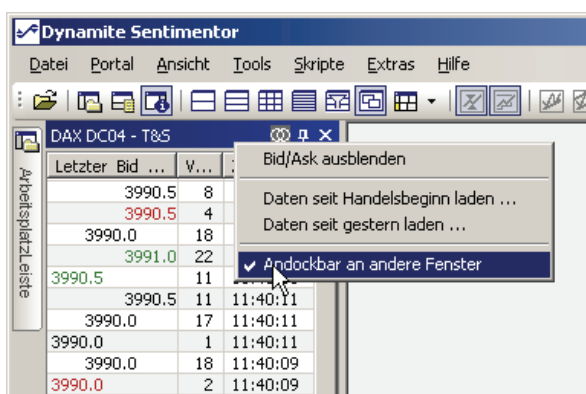 Dynamite Sentimentor
Datei Portal Ansicht Tools Skripte Extras Hilfe
DAX DC04 - T&S
ArbeitsplatzLeiste
Letzter Bid ... V...
3990.5 8
3990.5 4
3990.0 18
3991.0 22
3990.5 11
3990.5 11 11:40:11
3990.0 17 11:40:11
3990.0 1 11:40:11
3990.0 18 11:40:09
3990.0 2 11:40:09
Bid/Ask ausblenden
Daten seit Handelsbeginn laden ...
Daten seit gestern laden ...
Andockbar an andere Fenster